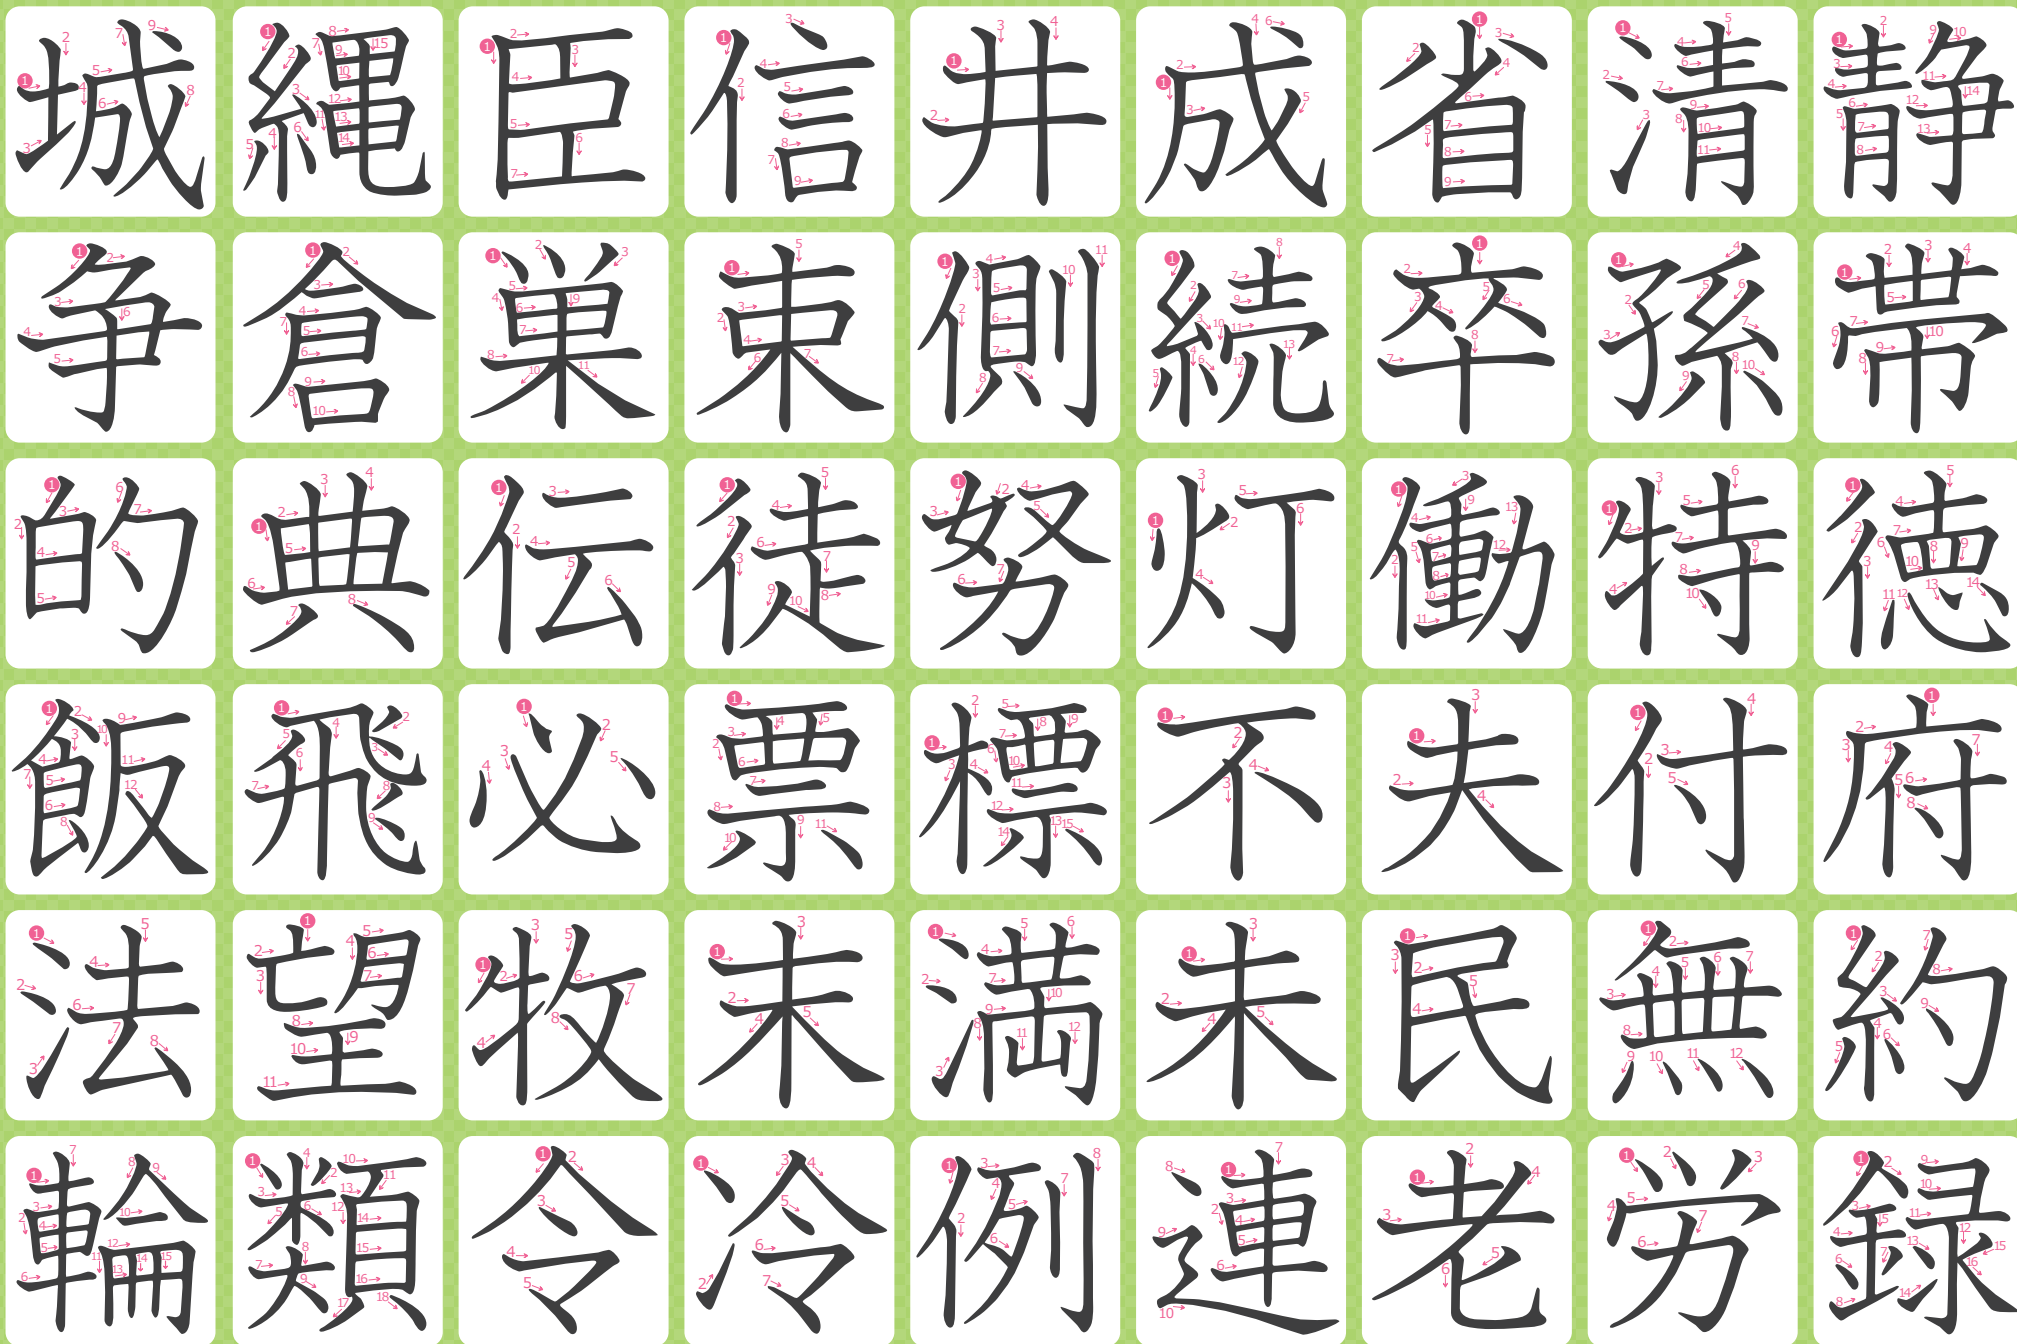 城縄臣信井成省清静
争倉巣束側続卒孫帯
的典伝徒努灯働特徳
飯飛必票標不夫付府
法望牧末満未民無約
輪類令冷例連老労録